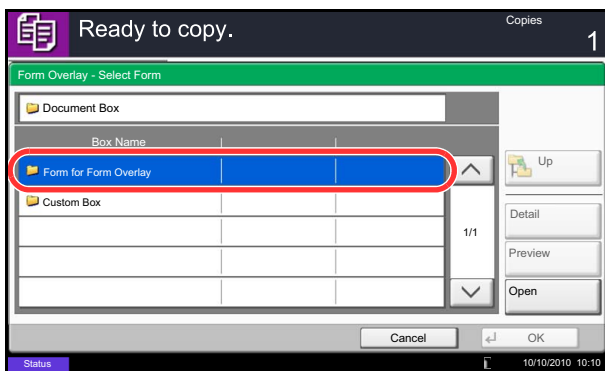 Ready to copy.
Copies
1
Form Overlay - Select Form
Document Box
Box Name
Form for Form Overlay
Up
Custom Box
Detail
1/1
Preview
Open
Cancel
OK
Status
10/10/2010 10:10